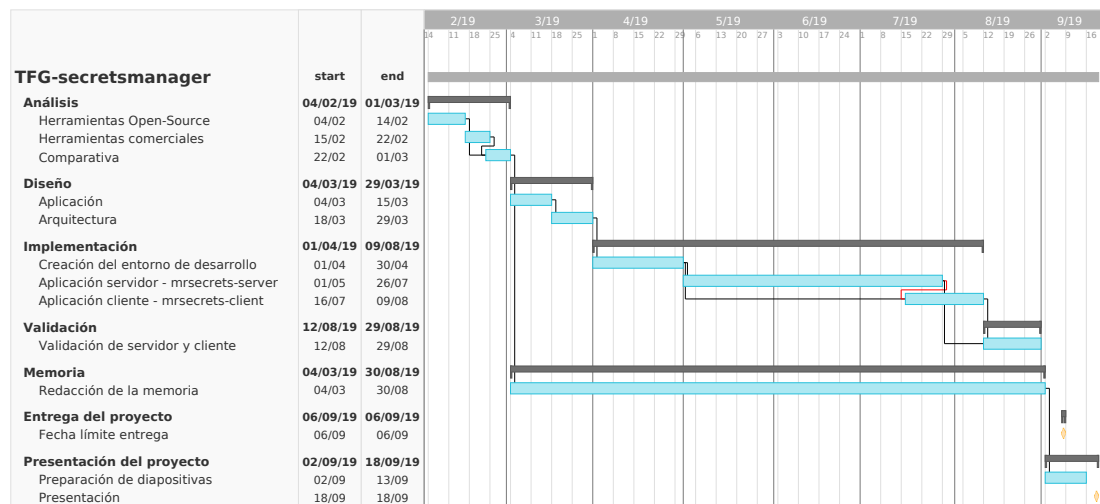 2/19 3/19 4/19 5/19 6/19 7/19 8/19 9/19
4 11 18 25 4 11 18 25 1 8 15 22 29 6 13 20 27 3 10 17 24 1 8 15 22 29 5 12 19 26 2 9 16
TFG-secretsmanager start end
Análisis 04/02/19 01/03/19
Herramientas Open-Source 04/02 14/02
Herramientas comerciales 15/02 22/02
Comparativa 22/02 01/03
Diseño 04/03/19 29/03/19
Aplicación 04/03 15/03
Arquitectura 18/03 29/03
Implementación 01/04/19 09/08/19
Creación del entorno de desarrollo 01/04 30/04
Aplicación servidor - mrsecrets-server 01/05 26/07
Aplicación cliente - mrsecrets-client 16/07 09/08
Validación 12/08/19 29/08/19
Validación de servidor y cliente 12/08 29/08
Memoria 04/03/19 30/08/19
Redacción de la memoria 04/03 30/08
Entrega del proyecto 06/09/19 06/09/19
Fecha límite entrega 06/09 06/09
Presentación del proyecto 02/09/19 18/09/19
Preparación de diapositivas 02/09 13/09
Presentación 18/09 18/09